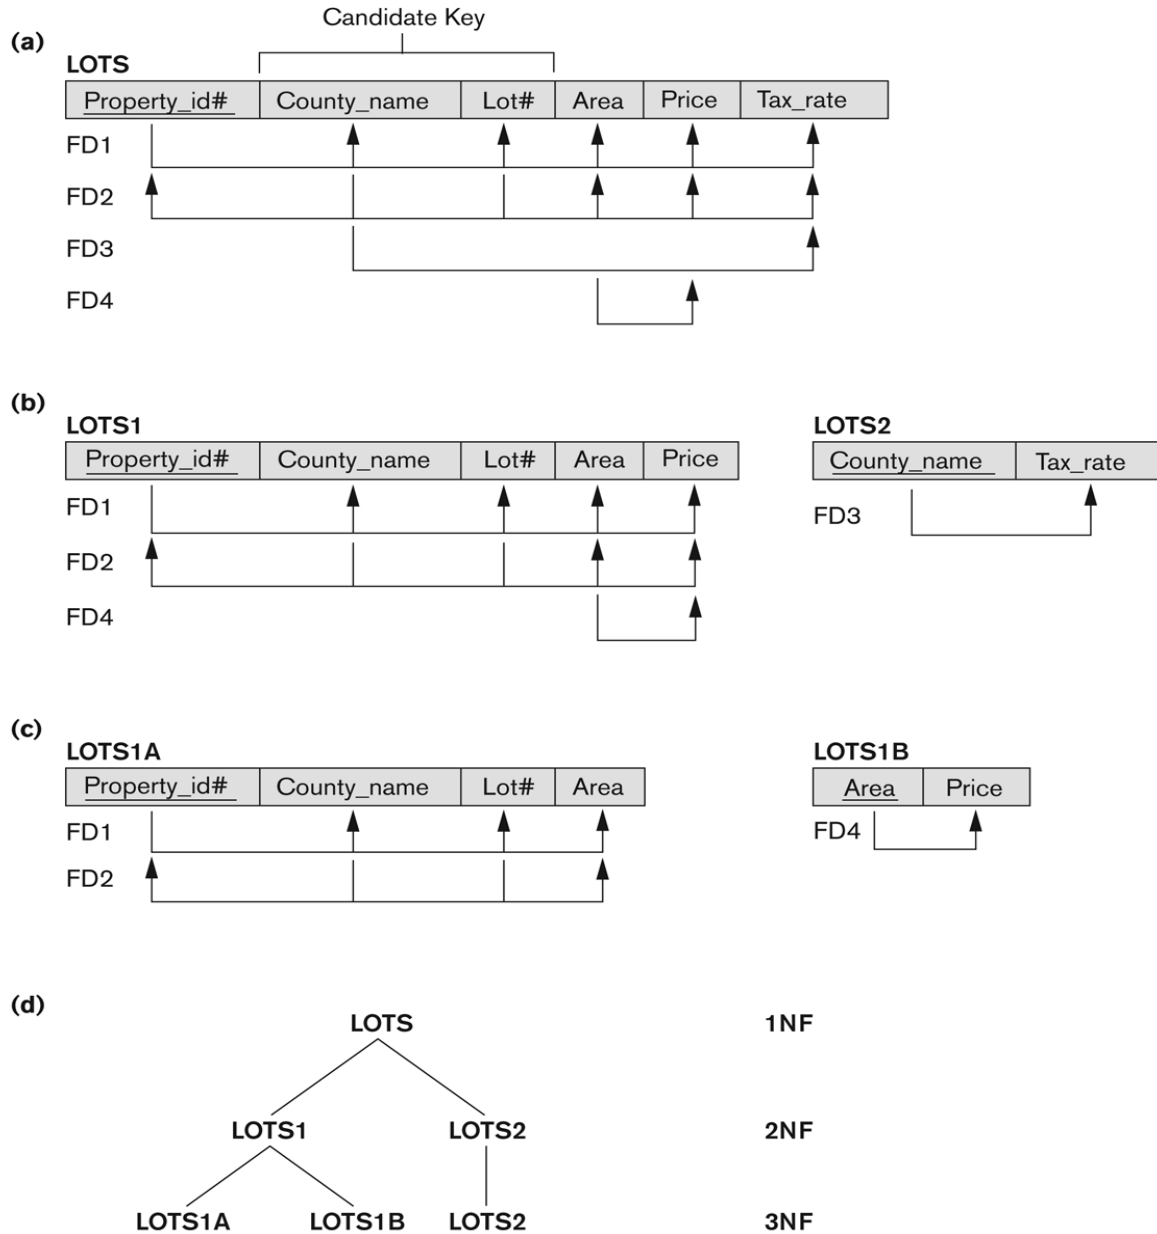 Candidate Key
(a)
LOTS
Property_id# County_name Lot# Area Price Tax_rate
FD1
FD2
FD3
FD4
(b)
LOTS1 LOTS2
Property_id# County_name Lot# Area Price County_name Tax_rate
FD1 FD3
FD2
FD4
(c)
LOTS1A LOTS1B
Property_id# County_name Lot# Area Area Price
FD1 FD4
FD2
(d)
LOTS 1NF
LOTS1 LOTS2 2NF
LOTS1A LOTS1B LOTS2 3NF